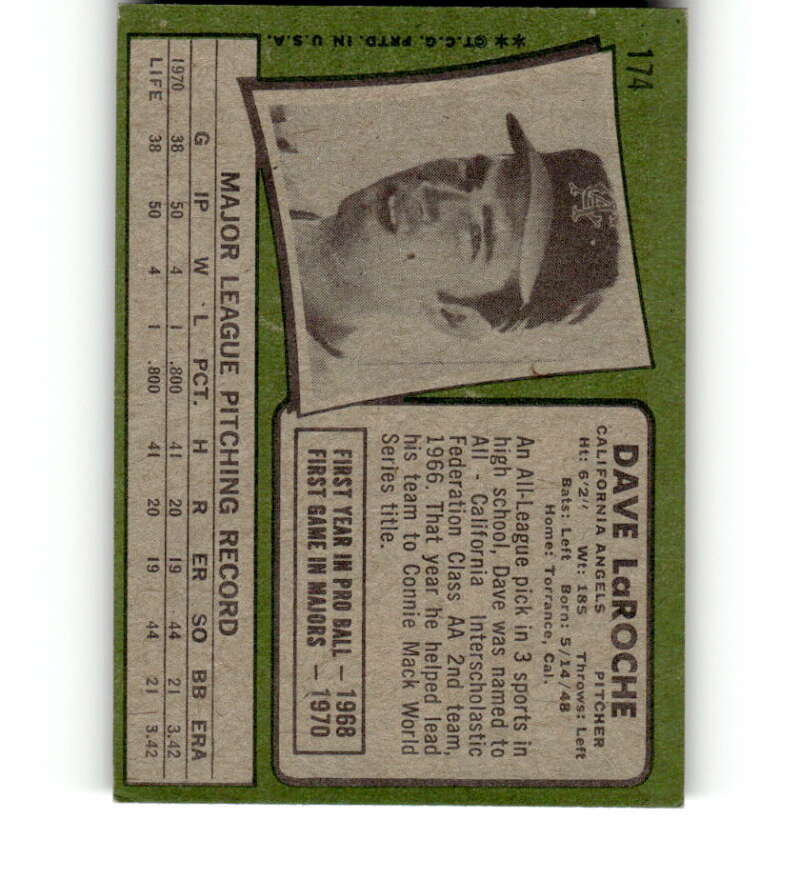 174
**©T.C.G. PRTD. IN U.S.A.
DAVE LaROCHE
CALIFORNIA ANGELS PITCHER
Ht: 6'2" Wt: 185 Throws: Left
Bats: Left Born: 5/14/48
Home: Torrance, Cal.
An All-League pick in 3 sports in
high school, Dave was named to
All - California Interscholastic
Federation Class AA 2nd team,
1966. That year he helped lead
his team to Connie Mack World
Series title.
FIRST YEAR IN PRO BALL — 1968
FIRST GAME IN MAJORS — 1970
MAJOR LEAGUE PITCHING RECORD
G IP W L PCT. H R ER SO BB ERA
1970 38 50 4 1 .800 41 20 19 44 21 3.42
LIFE 38 50 4 1 .800 41 20 19 44 21 3.42